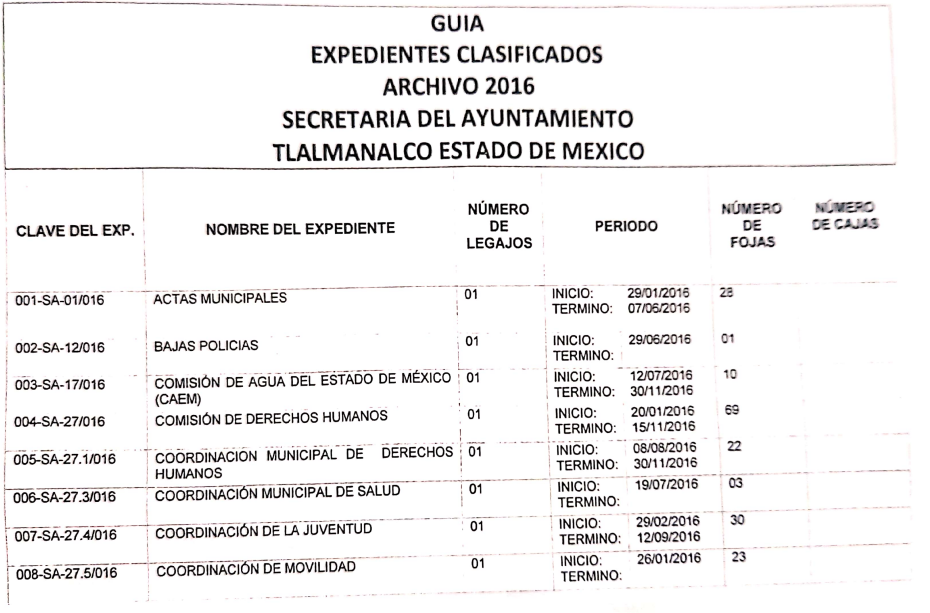 GUIA
EXPEDIENTES CLASIFICADOS
ARCHIVO 2016
SECRETARIA DEL AYUNTAMIENTO
TLALMANALCO ESTADO DE MEXICO
CLAVE DEL EXP. NOMBRE DEL EXPEDIENTE NÚMERO DE LEGAJOS PERIODO NÚMERO DE FOJAS NÚMERO DE CAJAS
001-SA-01/016 ACTAS MUNICIPALES 01 INICIO: 29/01/2016 28
TERMINO: 07/06/2016
002-SA-12/016 BAJAS POLICIAS 01 INICIO: 29/06/2016 01
TERMINO:
003-SA-17/016 COMISIÓN DE AGUA DEL ESTADO DE MÉXICO 01 INICIO: 12/07/2016 10
(CAEM) TERMINO: 30/11/2016
004-SA-27/016 COMISIÓN DE DERECHOS HUMANOS 01 INICIO: 20/01/2016 69
TERMINO: 15/11/2016
005-SA-27.1/016 COORDINACIÓN MUNICIPAL DE DERECHOS 01 INICIO: 08/08/2016 22
HUMANOS TERMINO: 30/11/2016
006-SA-27.3/016 COORDINACIÓN MUNICIPAL DE SALUD 01 INICIO: 19/07/2016 03
TERMINO:
007-SA-27.4/016 COORDINACIÓN DE LA JUVENTUD 01 INICIO: 29/02/2016 30
TERMINO: 12/09/2016
008-SA-27.5/016 COORDINACIÓN DE MOVILIDAD 01 INICIO: 26/01/2016 23
TERMINO: